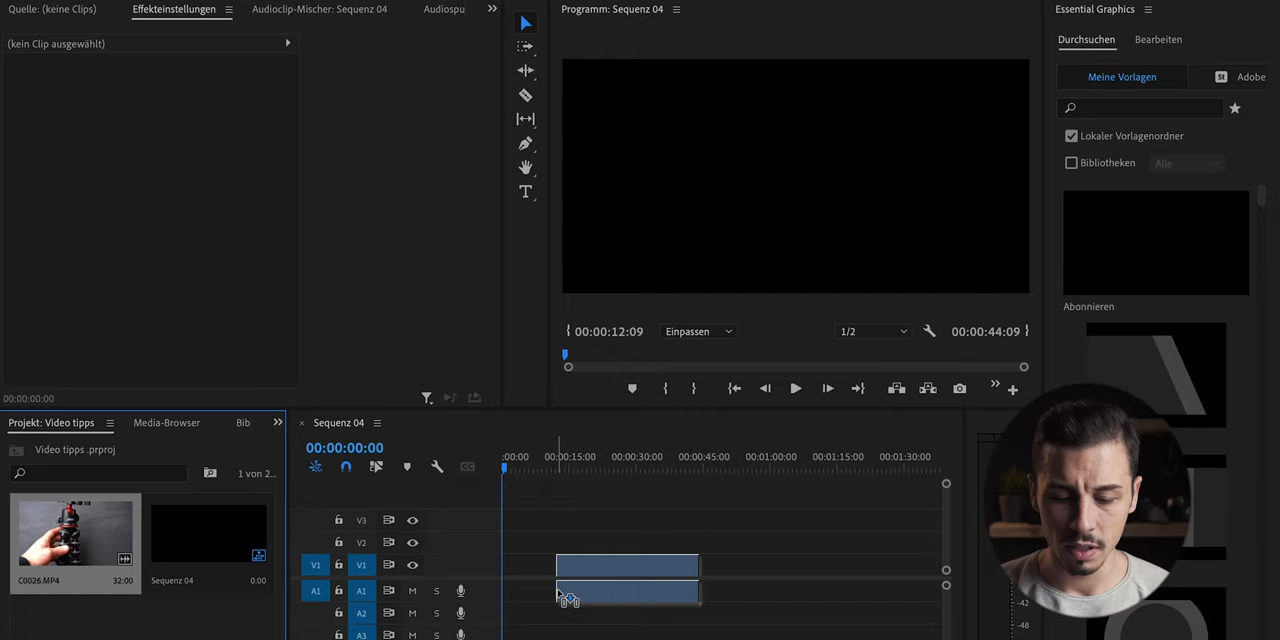 Quelle: (keine Clips)
Effekteinstellungen
Audioclip-Mischer: Sequenz 04
Audiospu
(kein Clip ausgewählt)
00:00:00:00
Programm: Sequenz 04
00:00:12:09
Einpassen
1/2
00:00:44:09
Essential Graphics
Durchsuchen
Bearbeiten
Meine Vorlagen
St
Adobe
Lokaler Vorlagenordner
Bibliotheken
Alle
Abonnieren
Projekt: Video tipps
Media-Browser
Bib
Video tipps .prproj
1 von 2...
C0026.MP4
32:00
Sequenz 04
0:00
× Sequenz 04
00:00:00:00
:00:00
00:00:15:00
00:00:30:00
00:00:45:00
00:01:00:00
00:01:15:00
00:01:30:00
V3
V2
V1
V1
A1
A1
M
S
A2
M
S
A3
M
S
-42
-48